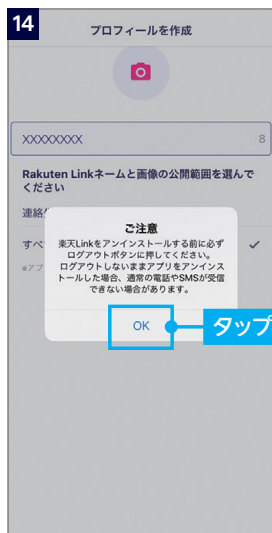 14
プロフィールを作成
XXXXXXXX
8
Rakuten Linkネームと画像の公開範囲を選んで
ください
連絡
すべ
ご注意
楽天Linkをアンインストールする前に必ず
ログアウトボタンに押してください。
ログアウトしないままアプリをアンインス
トールした場合、通常の電話やSMSが受信
できない場合があります。
※アプ
OK
タップ